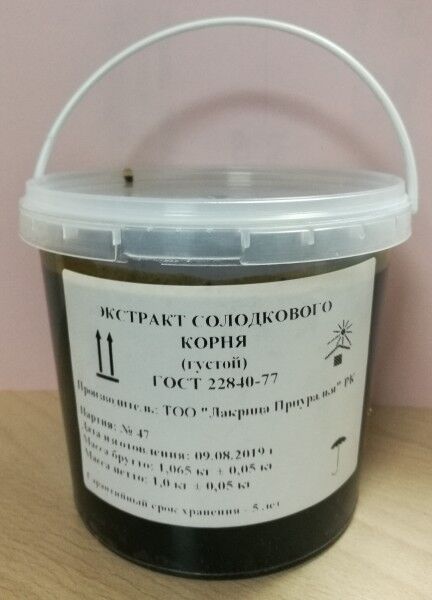 ЭКСТРАКТ СОЛОДКОВОГО
КОРНЯ
(густой)
ГОСТ 22840-77
Производитель: ТОО "Лакрица Приуралья" РК
Партия: № 47
Дата изготовления: 09.08.2019 г
Масса брутто: 1,065 кг ± 0,05 кг
Масса нетто: 1,0 кг ± 0,05 кг
Гарантийный срок хранения - 5 лет